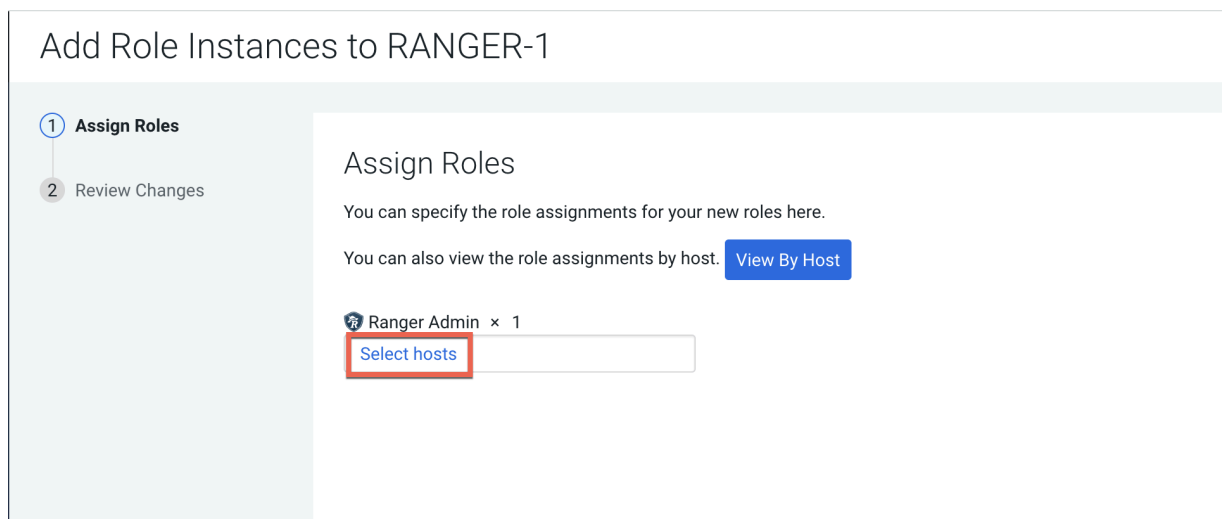 Add Role Instances to RANGER-1
1 Assign Roles
2 Review Changes
Assign Roles
You can specify the role assignments for your new roles here.
You can also view the role assignments by host. View By Host
Ranger Admin × 1
Select hosts